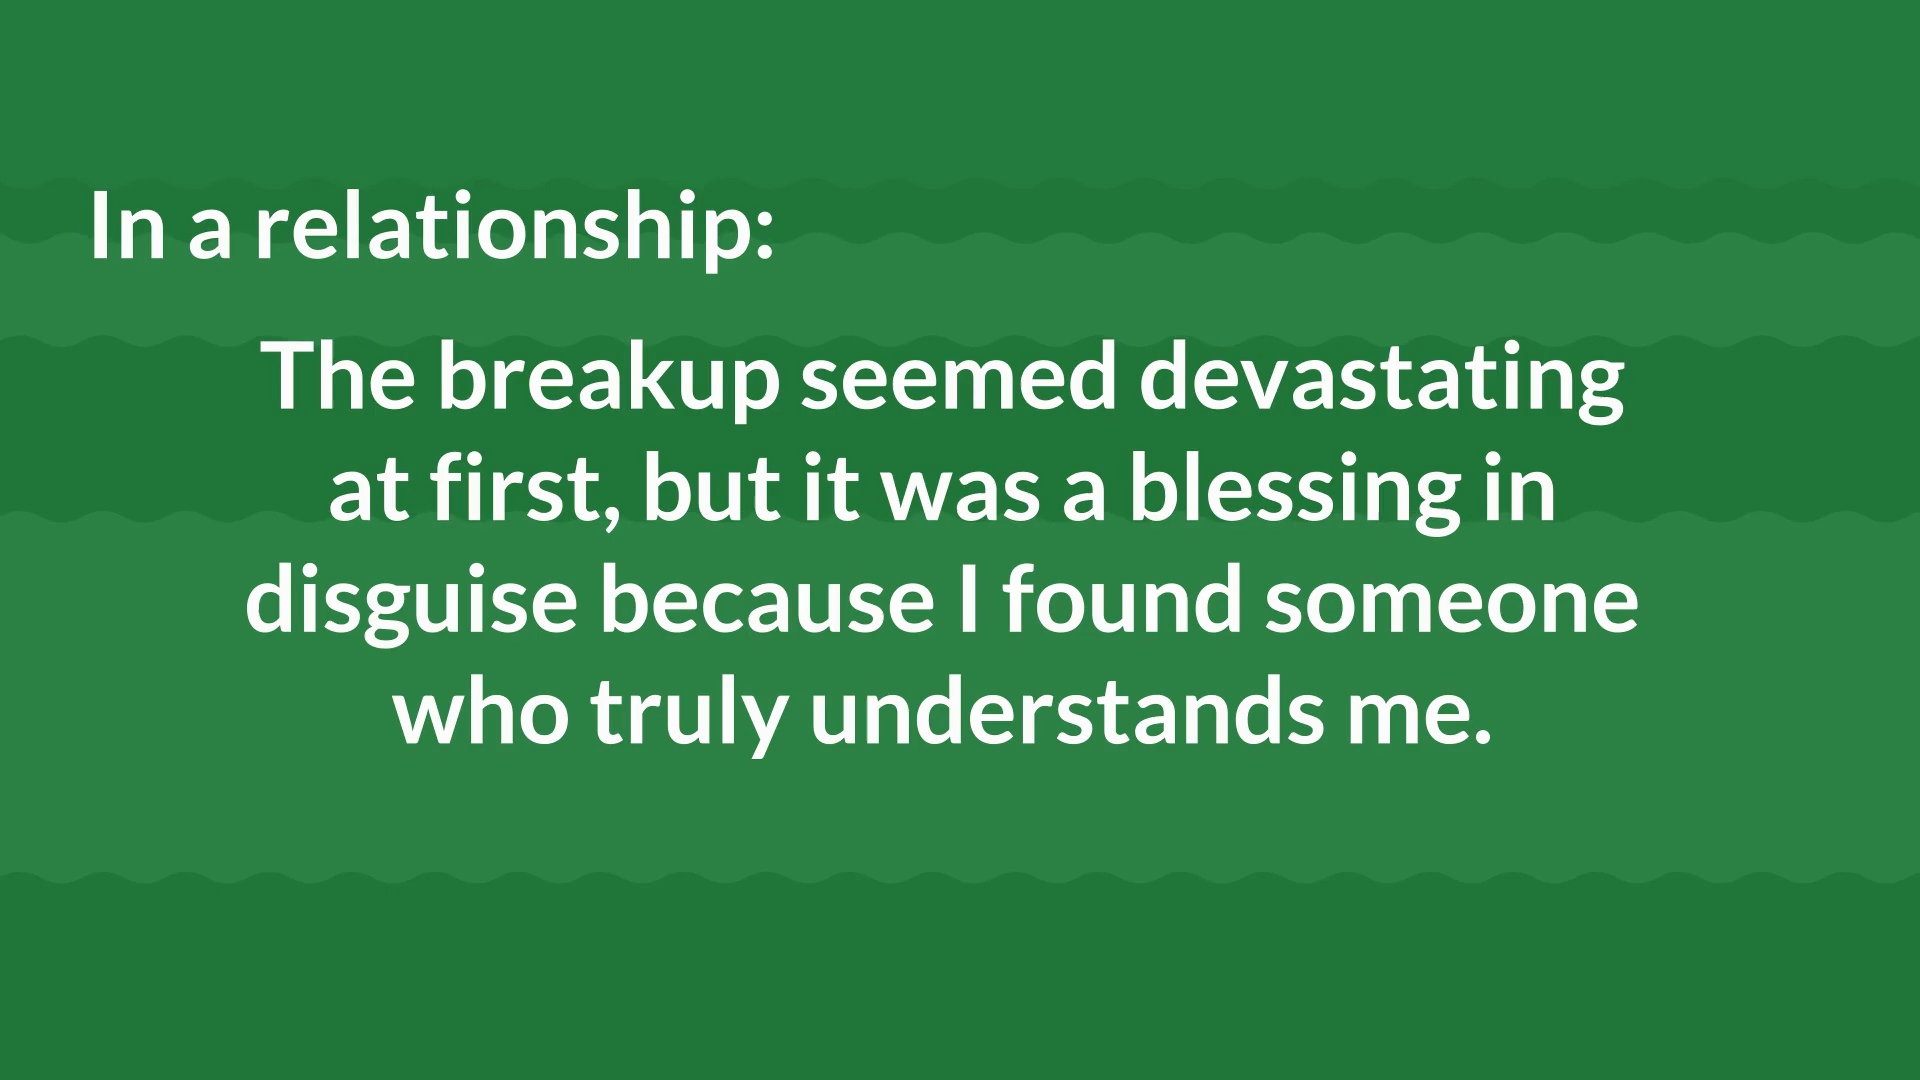 In a relationship:
The breakup seemed devastating
at first, but it was a blessing in
disguise because I found someone
who truly understands me.